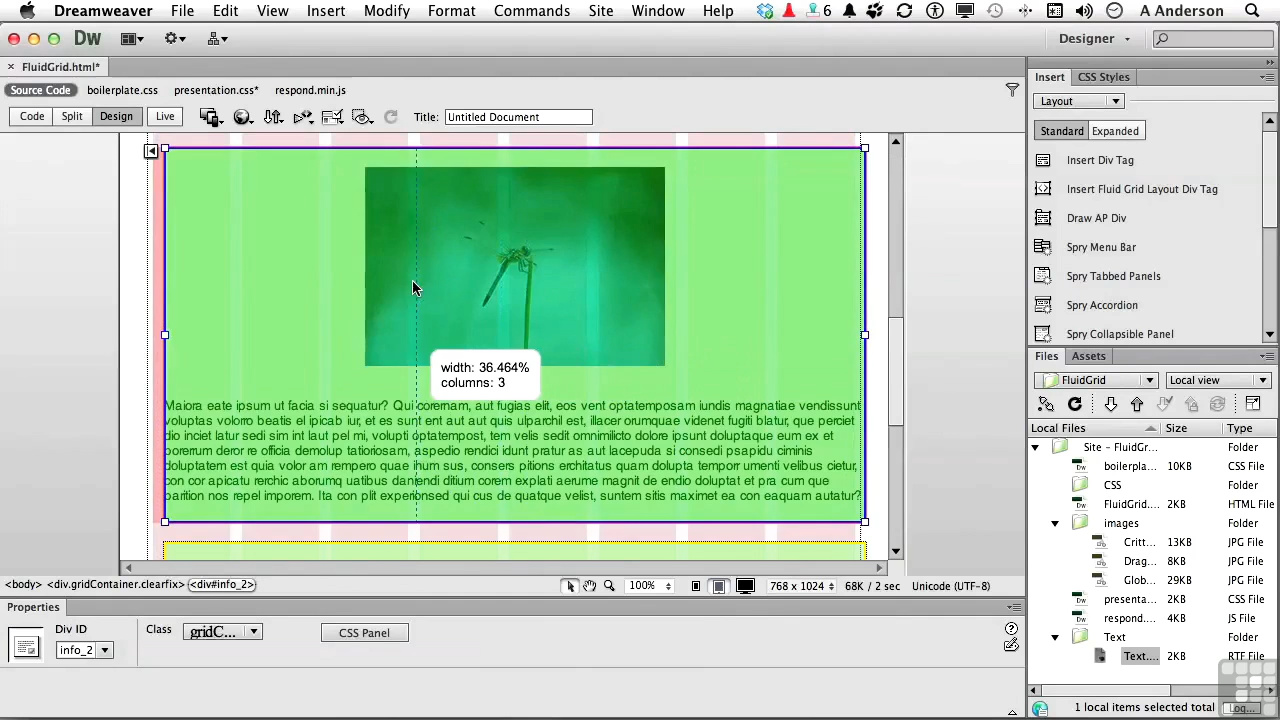 Dreamweaver File Edit View Insert Modify Format Commands Site Window Help 6 A Anderson
Dw Designer
× FluidGrid.html*
Source Code boilerplate.css presentation.css* respond.min.js
Code Split Design Live Title: Untitled Document
width: 36.464%
columns: 3
Maiora eate ipsum ut facia si sequatur? Qui coremam, aut fugias elit, eos vent optatemposam iundis magnatiae vendissunt
voluptas volorro beatis el ipicab iur, et es sunt ent aut aut quis ulparchil est, illacer orumquae videnet fugiti blatur, que perciet
dio inciet latur sedi sim int laut pel mi, volupti optatempost, tem velis sedit omnimilicto dolore ipsunt doluptaque eum ex et
porerum deror re officia demolup tatiossam, aspedio rendici idunt pratur as aut lacepuda si consedi psapidu ciminis
doluptatem est quia volor am rempero quae ihum sus, consers pitions erchitatus quam dolupta temporr umenti velibus cietur,
con cor apicatu rerchic aborumq uatibus dandendi ditium corem explati aerume magnit de endio doluptat et pra cum que
parition nos repel imporem. Ita con plit experionsed qui cus de quatque velist, suntem sitis maximet ea con eaquam autatur?
<body> <div.gridContainer.clearfix> <div#info_2> 100% 768 x 1024 68K / 2 sec Unicode (UTF-8)
Properties
Div ID
info_2
Class gridC...
CSS Panel
Insert CSS Styles
Layout
Standard Expanded
Insert Div Tag
Insert Fluid Grid Layout Div Tag
Draw AP Div
Spry Menu Bar
Spry Tabbed Panels
Spry Accordion
Spry Collapsible Panel
Files Assets
FluidGrid Local view
Local Files Size Type
Site - FluidGr... Folder
boilerpla... 10KB CSS File
CSS Folder
FluidGrid.... 2KB HTML File
images Folder
Critt... 13KB JPG File
Drag... 8KB JPG File
Glob... 29KB JPG File
presenta... 2KB CSS File
respond.... 4KB JS File
Text Folder
Text.... 2KB RTF File
1 local items selected total Log...